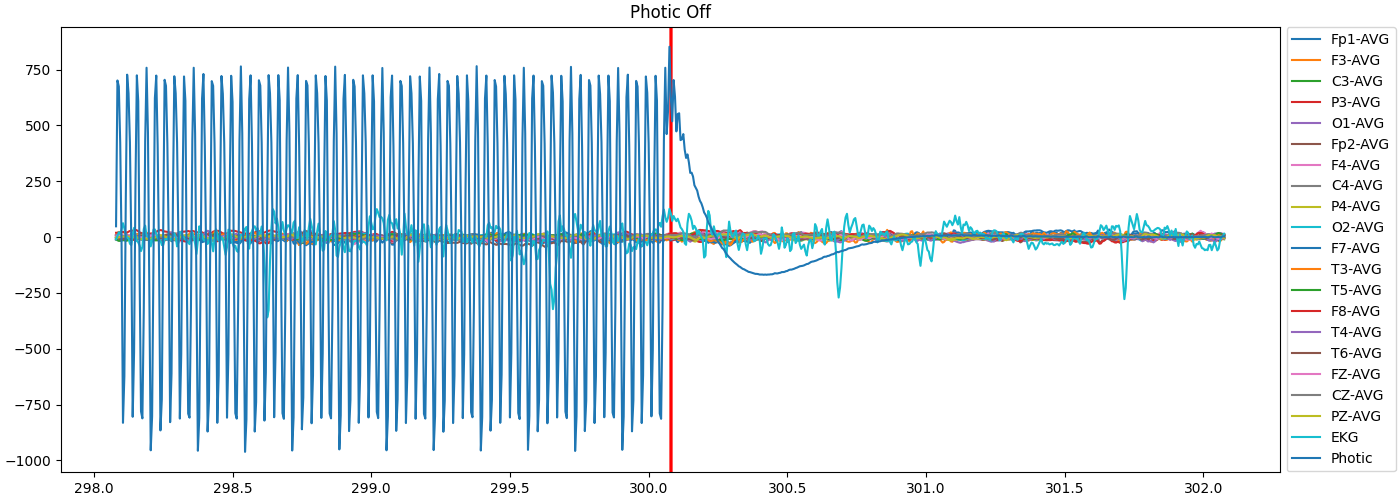 Photic Off
750
500
250
0
−250
−500
−750
−1000
298.0 298.5 299.0 299.5 300.0 300.5 301.0 301.5 302.0
Fp1-AVG
F3-AVG
C3-AVG
P3-AVG
O1-AVG
Fp2-AVG
F4-AVG
C4-AVG
P4-AVG
O2-AVG
F7-AVG
T3-AVG
T5-AVG
F8-AVG
T4-AVG
T6-AVG
FZ-AVG
CZ-AVG
PZ-AVG
EKG
Photic